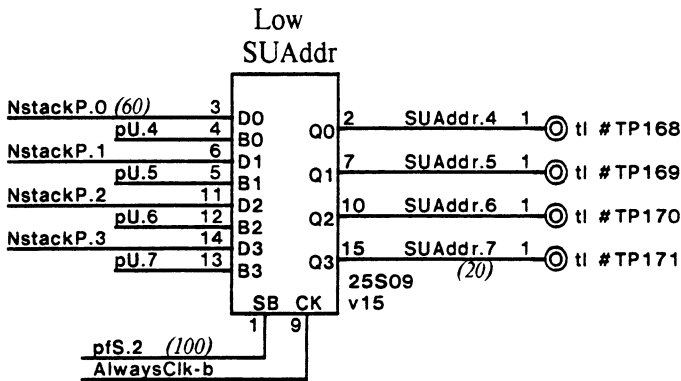 Low
SUAddr
NstackP.0 (60) 3 D0 Q0 2 SUAddr.4 1 tl #TP168
pU.4 4 B0
NstackP.1 6 D1 Q1 7 SUAddr.5 1 tl #TP169
pU.5 5 B1
NstackP.2 11 D2 Q2 10 SUAddr.6 1 tl #TP170
pU.6 12 B2
NstackP.3 14 D3 Q3 15 SUAddr.7 1 tl #TP171
pU.7 13 B3 (20)
25S09
SB CK v15
1 9
pfS.2 (100)
AlwaysClk-b